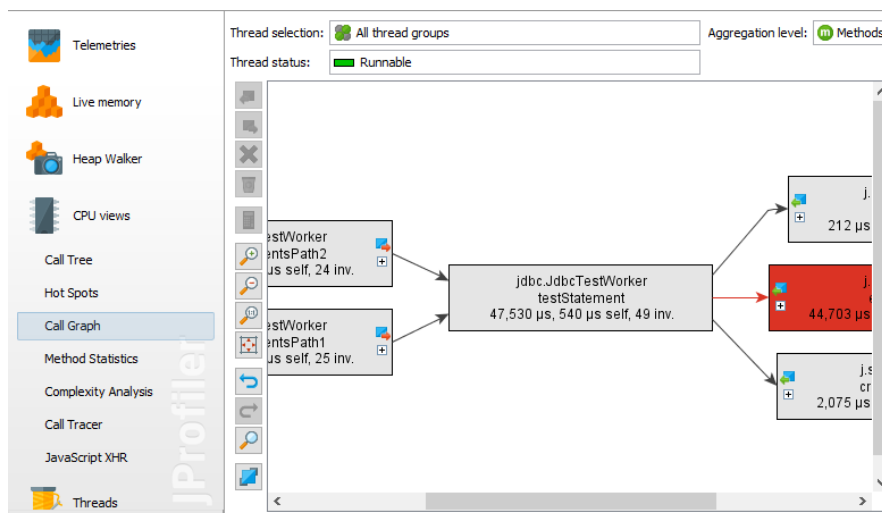 Thread selection: All thread groups Aggregation level: Methods
Thread status: Runnable
Telemetries
Live memory
Heap Walker
CPU views
Call Tree
Hot Spots
Call Graph
Method Statistics
Complexity Analysis
Call Tracer
JavaScript XHR
Threads
JProfiler
estWorker
entsPath2
µs self, 24 inv.
estWorker
entsPath1
µs self, 25 inv.
jdbc.JdbcTestWorker
testStatement
47,530 µs, 540 µs self, 49 inv.
j.
212 µs
j.
e
44,703 µs
j.s
cr
2,075 µs